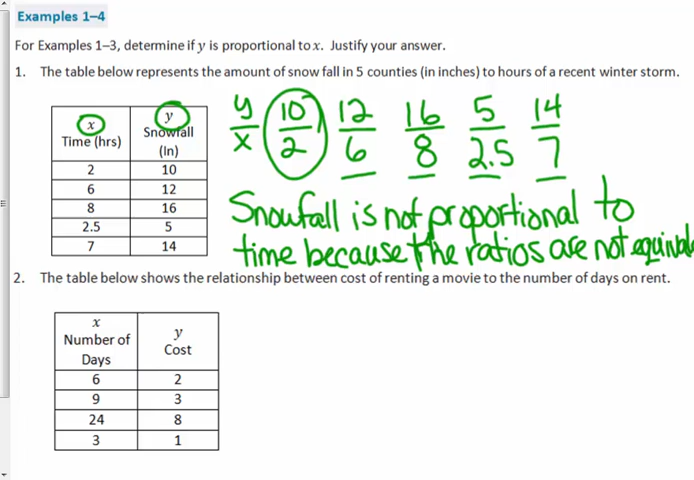 Examples 1–4
For Examples 1–3, determine if y is proportional to x. Justify your answer.
1. The table below represents the amount of snow fall in 5 counties (in inches) to hours of a recent winter storm.
x y
Time (hrs) Snowfall
(In)
2 10
6 12
8 16
2.5 5
7 14
y/x 10/2 12/6 16/8 5/2.5 14/7
Snowfall is not proportional to
time because the ratios are not equivale
2. The table below shows the relationship between cost of renting a movie to the number of days on rent.
x y
Number of Cost
Days
6 2
9 3
24 8
3 1